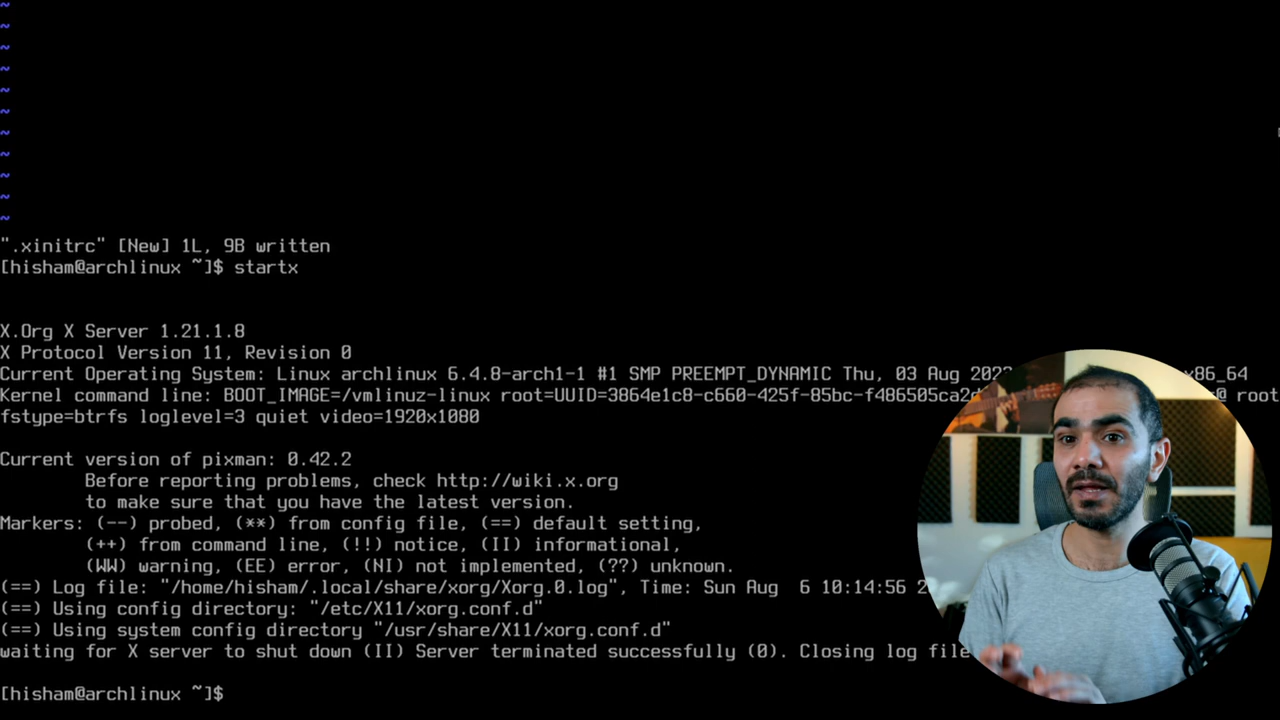 ~
~
~
~
~
~
~
~
~
~
~
".xinitrc" [New] 1L, 9B written
[hisham@archlinux ~]$ startx
X.Org X Server 1.21.1.8
X Protocol Version 11, Revision 0
Current Operating System: Linux archlinux 6.4.8-arch1-1 #1 SMP PREEMPT_DYNAMIC Thu, 03 Aug x86_64
Kernel command line: BOOT_IMAGE=/vmlinuz-linux root=UUID=3864e1c8-c660-425f-85bc-f486505ca2 root
fstype=btrfs loglevel=3 quiet video=1920x1080
Current version of pixman: 0.42.2
Before reporting problems, check http://wiki.x.org
to make sure that you have the latest version.
Markers: (--) probed, (**) from config file, (==) default setting,
(++) from command line, (!!) notice, (II) informational,
(WW) warning, (EE) error, (NI) not implemented, (??) unknown.
(==) Log file: "/home/hisham/.local/share/xorg/Xorg.0.log", Time: Sun Aug  6 10:14:56
(==) Using config directory: "/etc/X11/xorg.conf.d"
(==) Using system config directory "/usr/share/X11/xorg.conf.d"
waiting for X server to shut down (II) Server terminated successfully (0). Closing log file
[hisham@archlinux ~]$